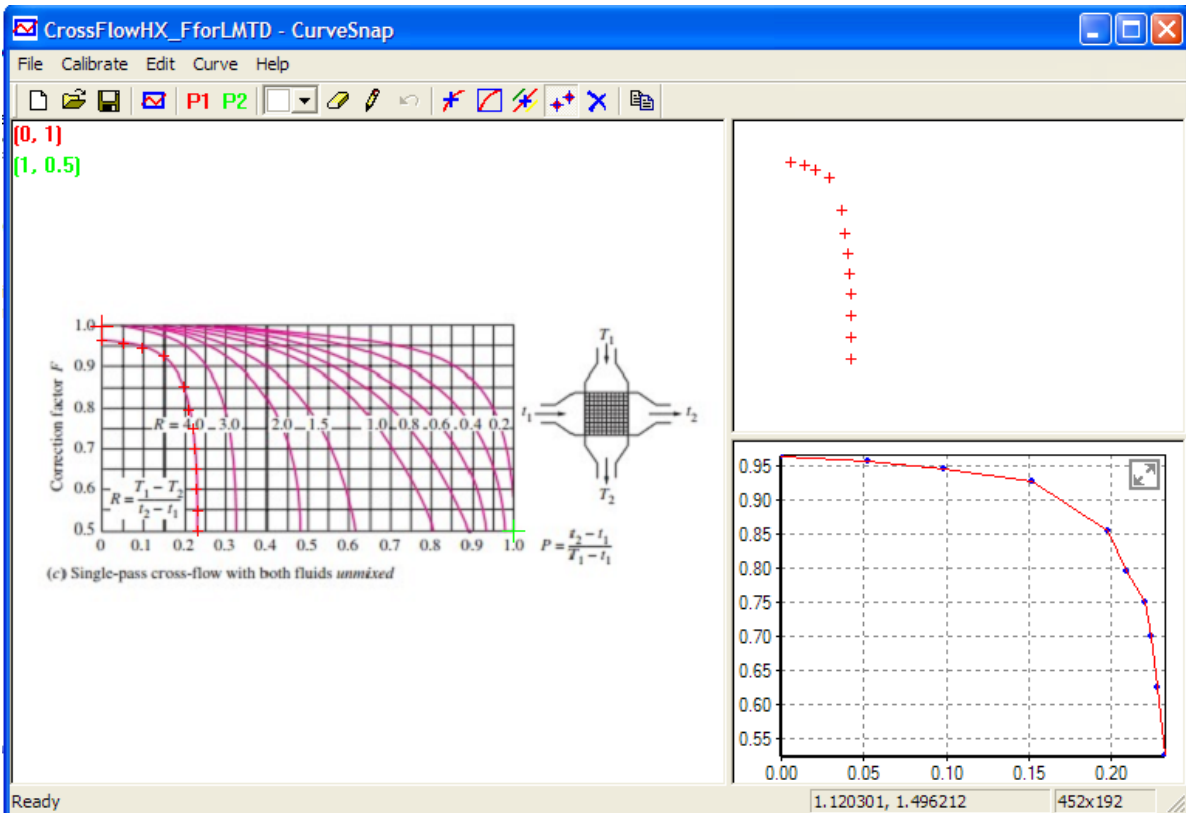 CrossFlowHX_FforLMTD - CurveSnap
File Calibrate Edit Curve Help
P1 P2
(0, 1)
(1, 0.5)
1.0
0.9
0.8
0.7
0.6
0.5
Correction factor F
R = 4.0 3.0 2.0 1.5 1.0 0.8 0.6 0.4 0.2
R = T1 − T2 / t2 − t1
0 0.1 0.2 0.3 0.4 0.5 0.6 0.7 0.8 0.9 1.0
P = t2 − t1 / T1 − t1
(c) Single-pass cross-flow with both fluids unmixed
T1
t1 t2
T2
0.95
0.90
0.85
0.80
0.75
0.70
0.65
0.60
0.55
0.00 0.05 0.10 0.15 0.20
Ready 1.120301, 1.496212 452x192